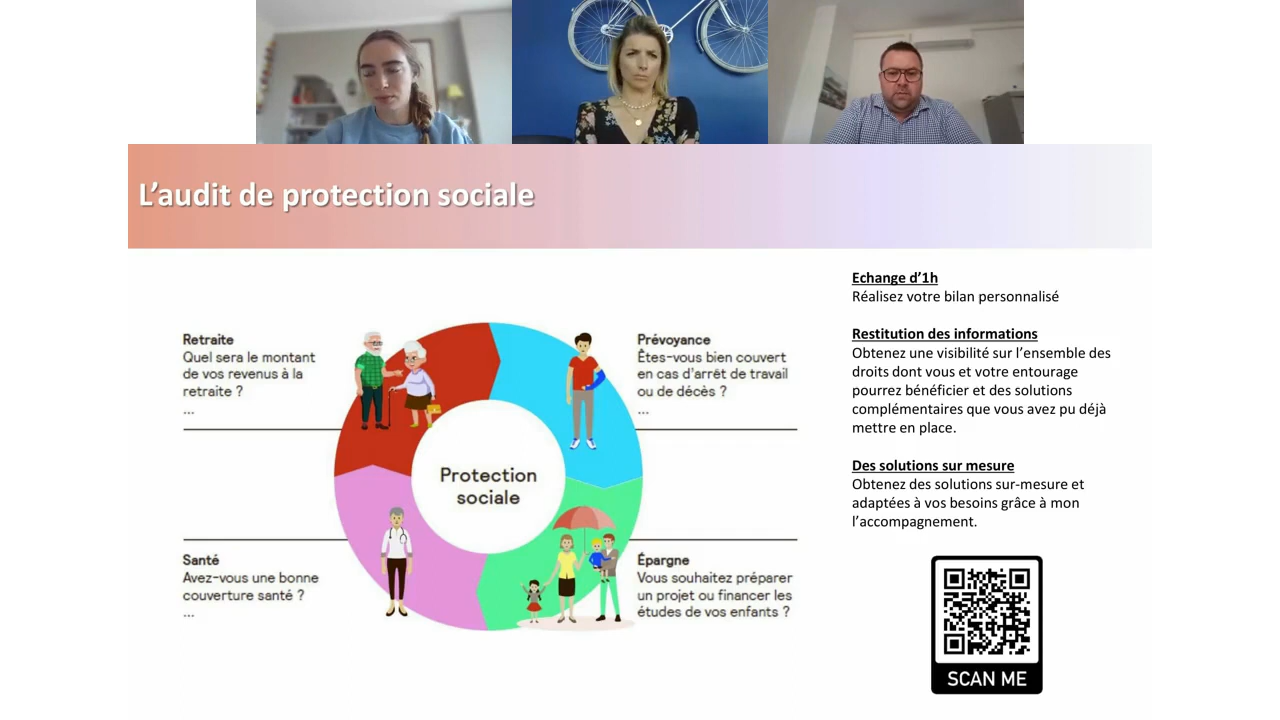 L’audit de protection sociale
Retraite
Quel sera le montant
de vos revenus à la
retraite ?
...
Prévoyance
Êtes-vous bien couvert
en cas d’arrêt de travail
ou de décès ?
...
Protection
sociale
Santé
Avez-vous une bonne
couverture santé ?
...
Épargne
Vous souhaitez préparer
un projet ou financer les
études de vos enfants ?
Echange d’1h
Réalisez votre bilan personnalisé
Restitution des informations
Obtenez une visibilité sur l’ensemble des
droits dont vous et votre entourage
pourrez bénéficier et des solutions
complémentaires que vous avez pu déjà
mettre en place.
Des solutions sur mesure
Obtenez des solutions sur-mesure et
adaptées à vos besoins grâce à mon
l’accompagnement.
SCAN ME